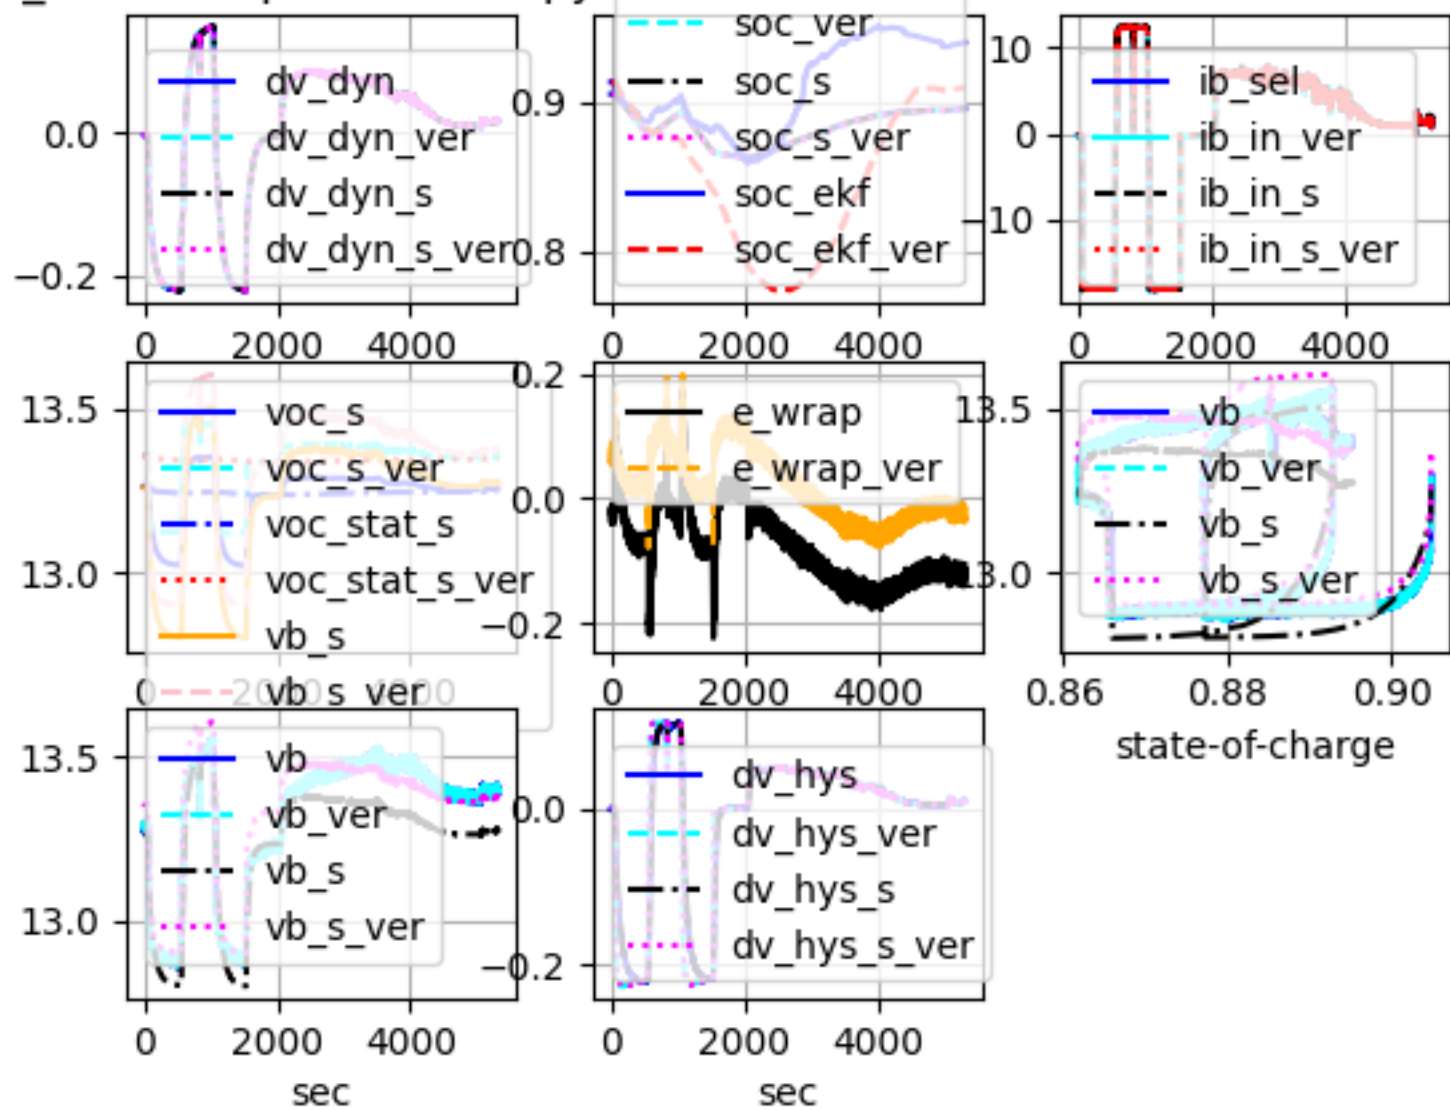 dv_dyn
dv_dyn_ver
dv_dyn_s
dv_dyn_s_ver
0.0
−0.2
0 2000 4000
soc_ver
soc_s
soc_s_ver
soc_ekf
soc_ekf_ver
0.9
0.8
0 2000 4000
ib_sel
ib_in_ver
ib_in_s
ib_in_s_ver
10
0
10
0 2000 4000
voc_s
voc_s_ver
voc_stat_s
voc_stat_s_ver
vb_s
vb_s_ver
13.5
13.0
0 2000 4000
e_wrap
e_wrap_ver
0.2
0.0
−0.2
0 2000 4000
vb
vb_ver
vb_s
vb_s_ver
13.5
13.0
0.86 0.88 0.90
state-of-charge
vb
vb_ver
vb_s
vb_s_ver
13.5
13.0
0 2000 4000
sec
dv_hys
dv_hys_ver
dv_hys_s
dv_hys_s_ver
0.0
−0.2
0 2000 4000
sec